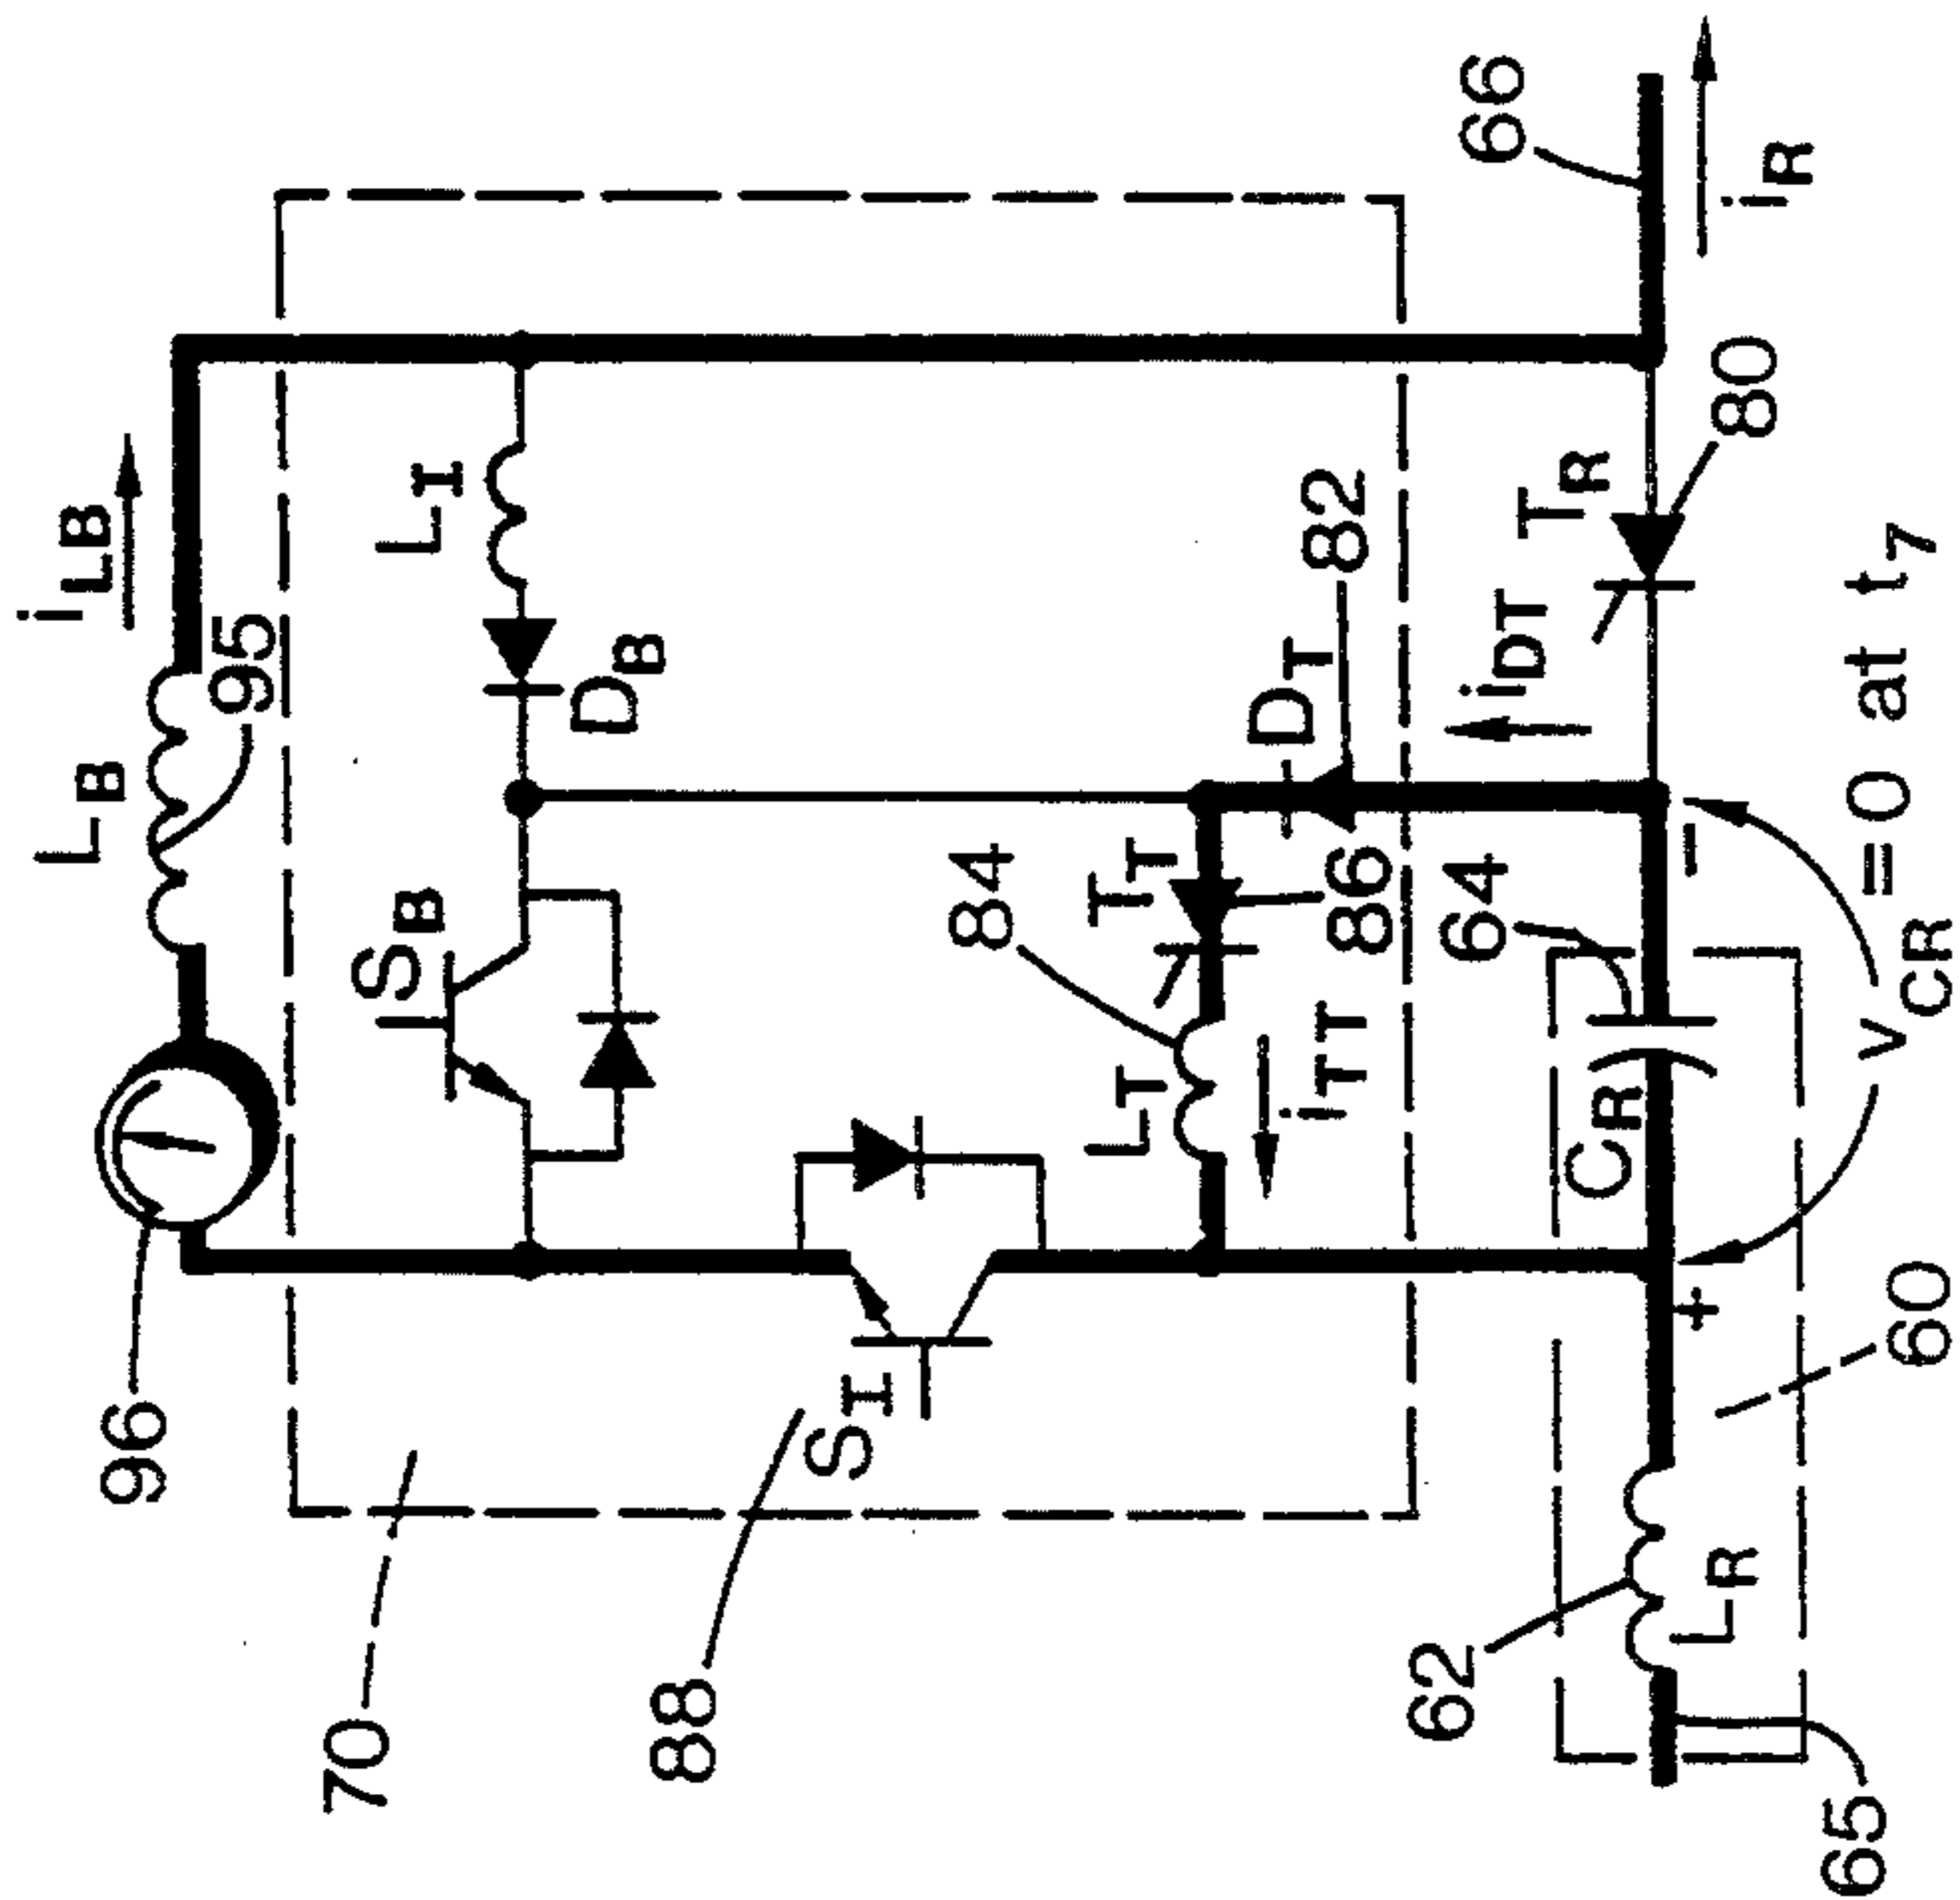 96
L_B
95
i_LB
70
88
S_I
S_B
D_B
L_I
84
T_T
86
L_T
i_TT
D_T
82
i_DT
66
i_R
T_R
80
62
L_R
65
C_R
64
+
−
60
v_CR = 0 at t_7